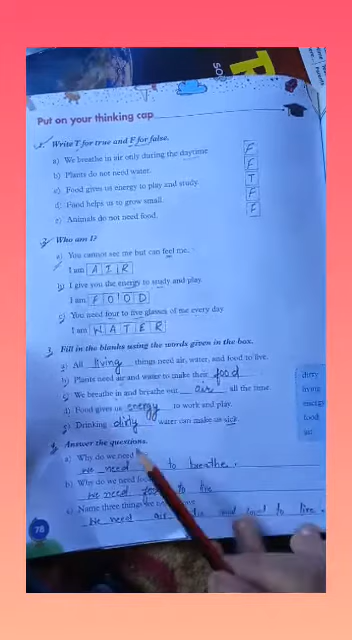 Put on your thinking cap
1. Write T for true and F for false.
a) We breathe in air only during the daytime F
b) Plants do not need water. F
c) Food gives us energy to play and study. T
d) Food helps us to grow small. F
e) Animals do not need food. F
2. Who am I?
a) You cannot see me but can feel me.
I am A I R
b) I give you the energy to study and play
I am F O O D
c) You need four to five glasses of me every day
I am W A T E R
3. Fill in the blanks using the words given in the box.
a) All living things need air, water, and food to live.
dirty
b) Plants need air and water to make their food
living
c) We breathe in and breathe out air all the time
energy
d) Food gives us energy to work and play.
food
e) Drinking dirty water can make us sick.
air
4. Answer the questions.
a) Why do we need
we need to breathe.
b) Why do we need
we need food to live
c) Name three things we need
We need air and food to live.
78